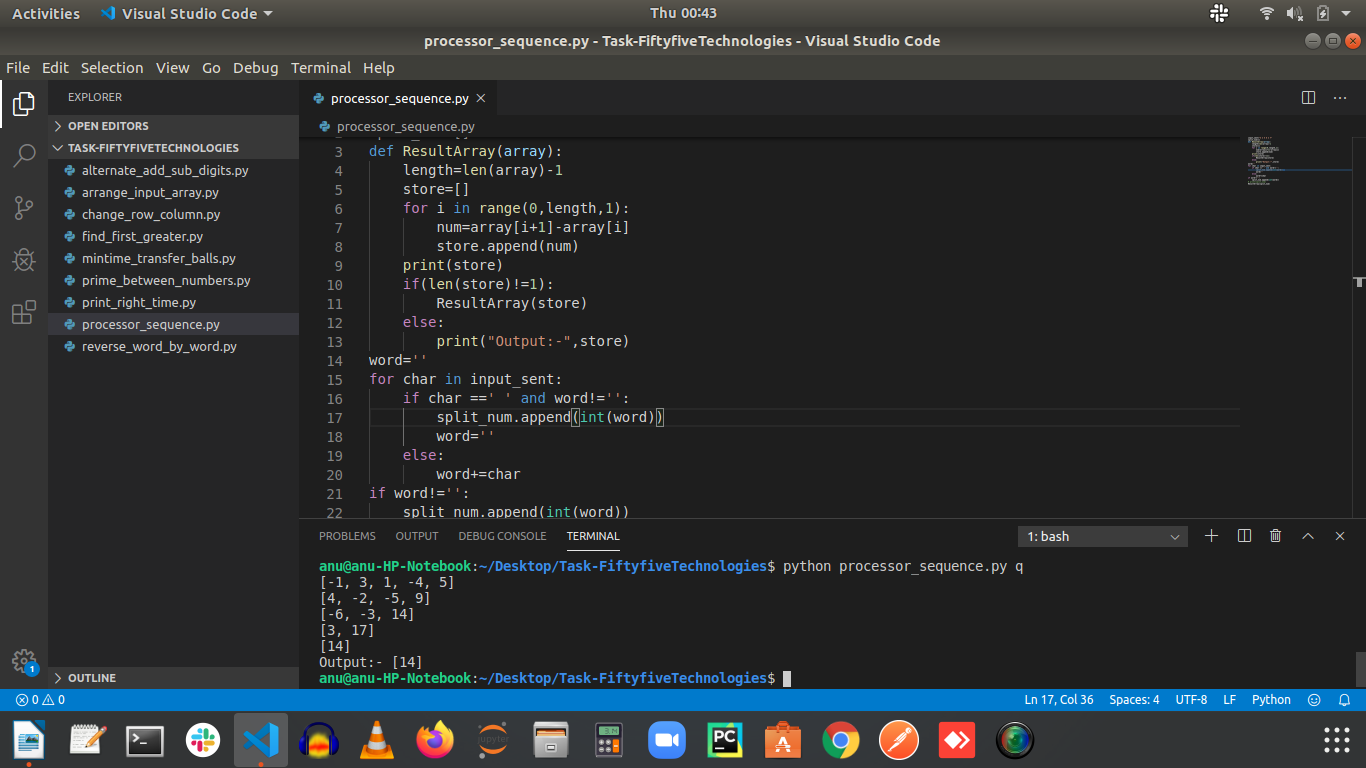 Activities Visual Studio Code Thu 00:43
processor_sequence.py - Task-FiftyfiveTechnologies - Visual Studio Code
File Edit Selection View Go Debug Terminal Help
EXPLORER
OPEN EDITORS
TASK-FIFTYFIVETECHNOLOGIES
alternate_add_sub_digits.py
arrange_input_array.py
change_row_column.py
find_first_greater.py
mintime_transfer_balls.py
prime_between_numbers.py
print_right_time.py
processor_sequence.py
reverse_word_by_word.py
OUTLINE
1
processor_sequence.py
processor_sequence.py
3 def ResultArray(array):
4 length=len(array)-1
5 store=[]
6 for i in range(0,length,1):
7 num=array[i+1]-array[i]
8 store.append(num)
9 print(store)
10 if(len(store)!=1):
11 ResultArray(store)
12 else:
13 print("Output:-",store)
14 word=''
15 for char in input_sent:
16 if char ==' ' and word!='':
17 split_num.append(int(word))
18 word=''
19 else:
20 word+=char
21 if word!='':
22 split_num.append(int(word))
PROBLEMS OUTPUT DEBUG CONSOLE TERMINAL 1: bash
anu@anu-HP-Notebook:~/Desktop/Task-FiftyfiveTechnologies$ python processor_sequence.py q
[-1, 3, 1, -4, 5]
[4, -2, -5, 9]
[-6, -3, 14]
[3, 17]
[14]
Output:- [14]
anu@anu-HP-Notebook:~/Desktop/Task-FiftyfiveTechnologies$
0 0 Ln 17, Col 36 Spaces: 4 UTF-8 LF Python
jupyter
PC